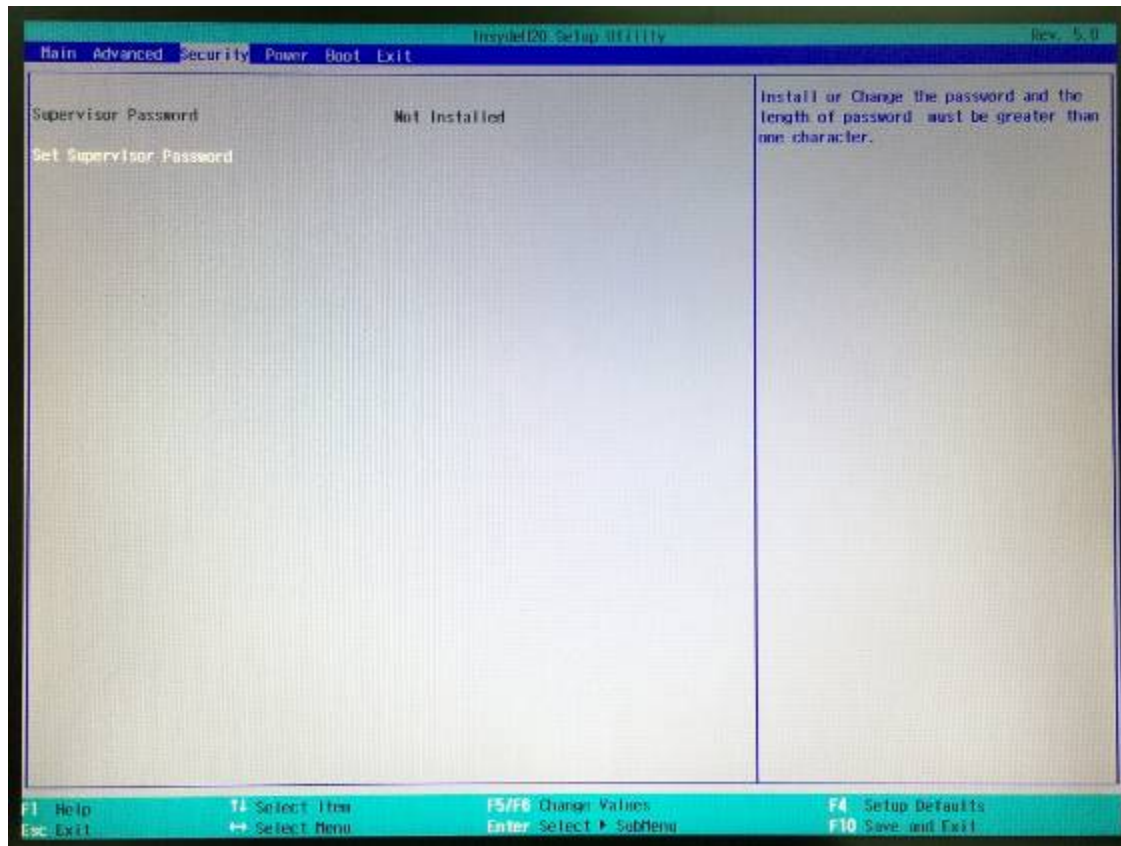 InsydeH20 Setup Utility Rev. 5.0
Main Advanced Security Power Boot Exit
Supervisor Password Not Installed
Set Supervisor Password
Install or Change the password and the
length of password must be greater than
one character.
F1 Help ↑↓ Select Item F5/F6 Change Values F4 Setup Defaults
Esc Exit ↔ Select Menu Enter Select ▶ SubMenu F10 Save and Exit